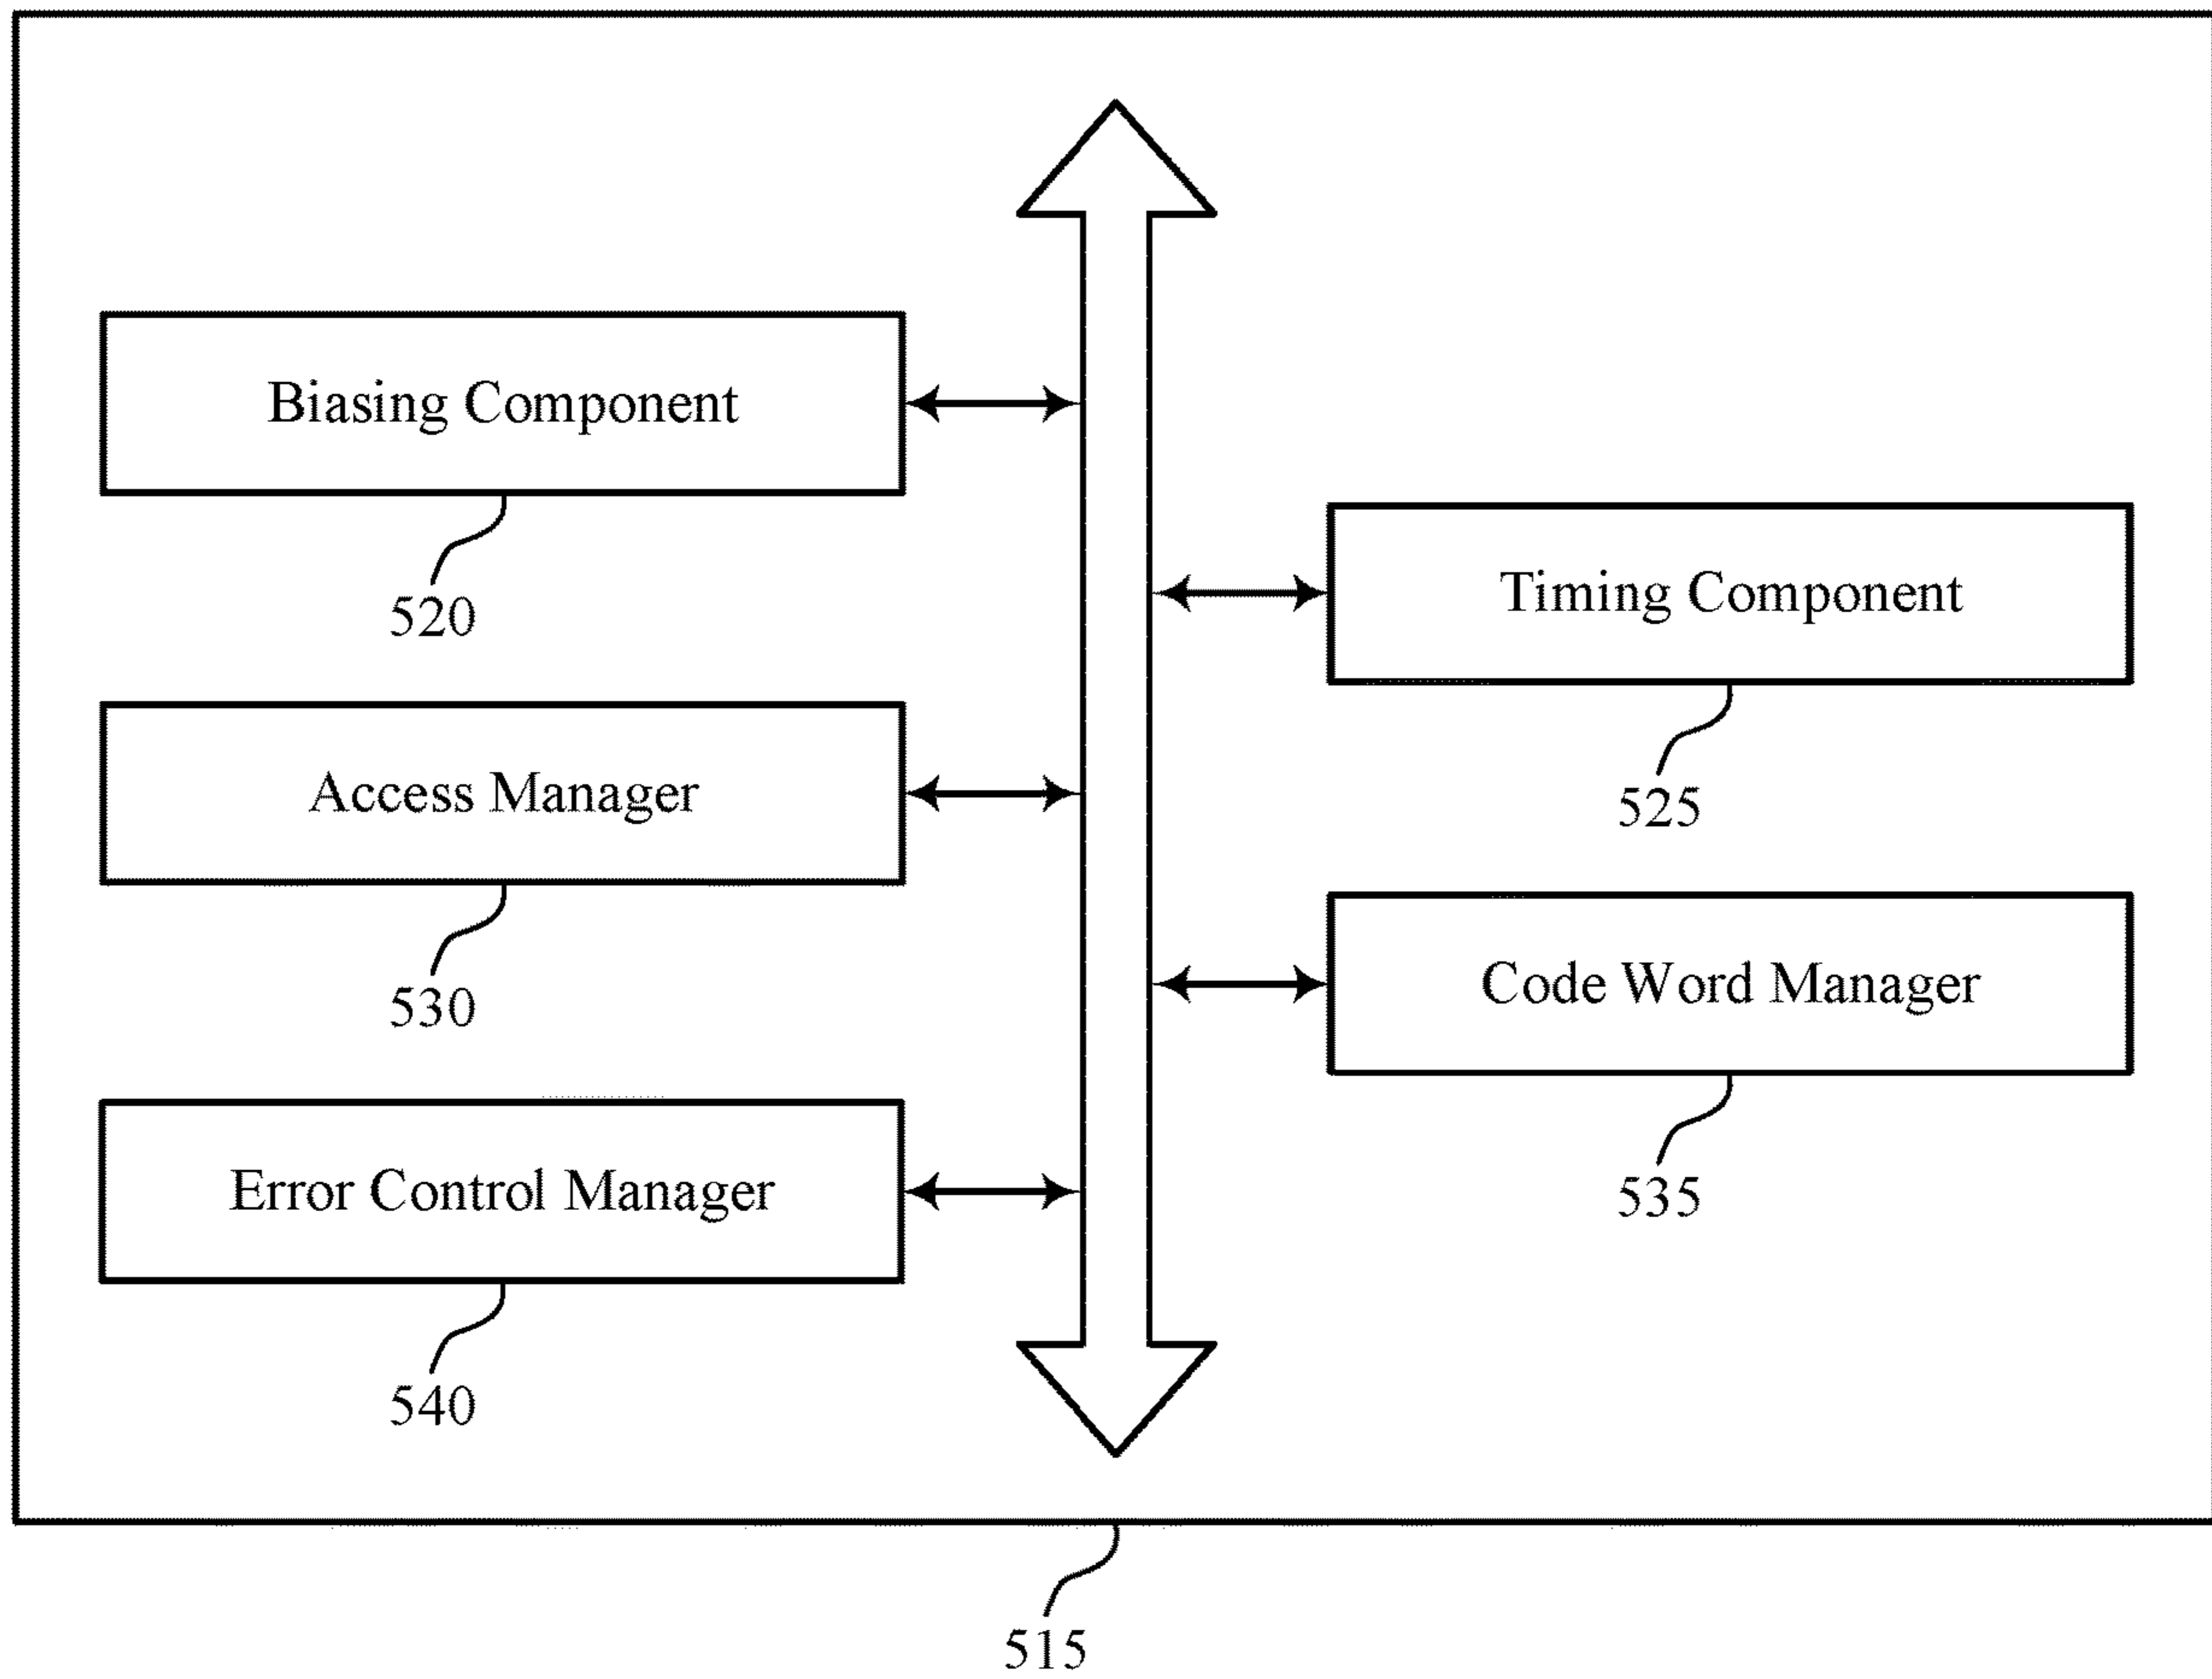 Biasing Component
520
Timing Component
525
Access Manager
530
Code Word Manager
535
Error Control Manager
540
515